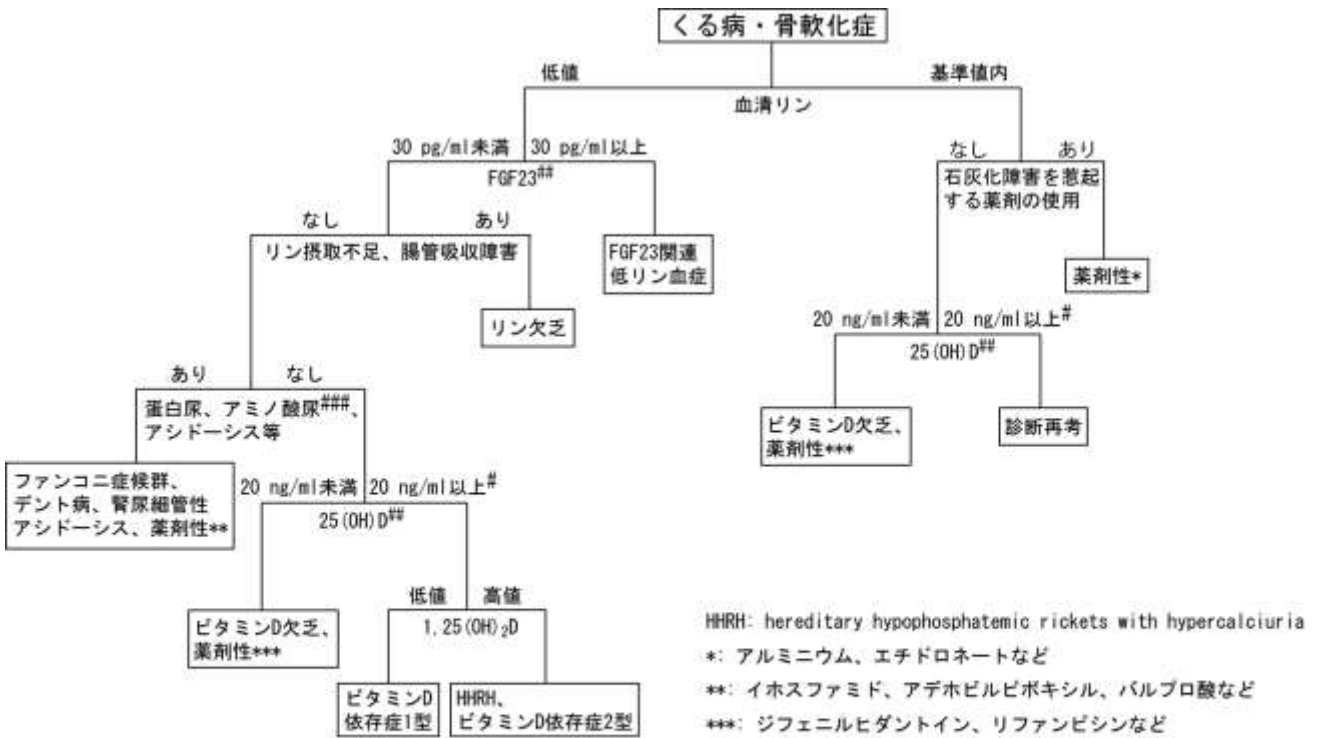 くる病・骨軟化症
低値
基準値内
血清リン
30 pg/ml未満
30 pg/ml以上
FGF23##
なし
あり
石灰化障害を惹起
する薬剤の使用
なし
あり
リン摂取不足、腸管吸収障害
FGF23関連
低リン血症
薬剤性*
リン欠乏
20 ng/ml未満
20 ng/ml以上#
25(OH)D##
あり
なし
蛋白尿、アミノ酸尿###、
アシドーシス等
ビタミンD欠乏、
薬剤性***
診断再考
ファンコニ症候群、
デント病、腎尿細管性
アシドーシス、薬剤性**
20 ng/ml未満
20 ng/ml以上#
25(OH)D##
低値
高値
1,25(OH)2D
ビタミンD欠乏、
薬剤性***
ビタミンD
依存症1型
HHRH、
ビタミンD依存症2型
HHRH: hereditary hypophosphatemic rickets with hypercalciuria
*: アルミニウム、エチドロネートなど
**: イホスファミド、アデホビルピボキシル、バルプロ酸など
***: ジフェニルヒダントイン、リファンピシンなど